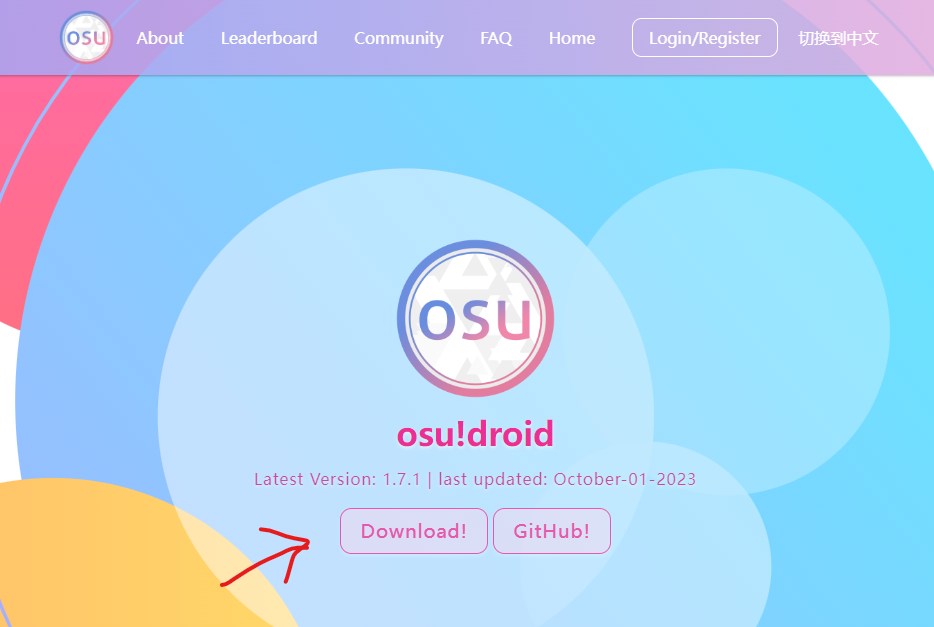 OSU About Leaderboard Community FAQ Home Login/Register 切换到中文
osu
osu!droid
Latest Version: 1.7.1 | last updated: October-01-2023
Download! GitHub!